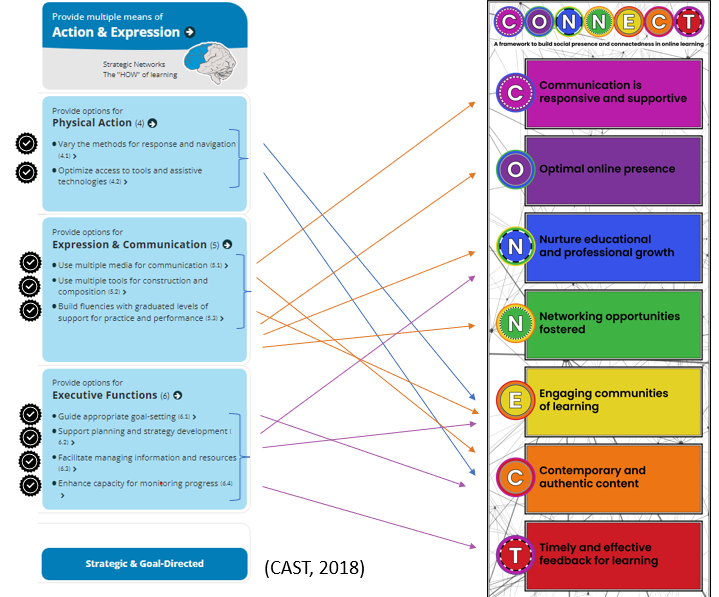 Provide multiple means of
Action & Expression
Strategic Networks
The "HOW" of learning
Provide options for
Physical Action (4)
Vary the methods for response and navigation
(4.1) >
Optimize access to tools and assistive
technologies (4.2) >
Provide options for
Expression & Communication (5)
Use multiple media for communication (5.1) >
Use multiple tools for construction and
composition (5.2) >
Build fluencies with graduated levels of
support for practice and performance (5.3) >
Provide options for
Executive Functions (6)
Guide appropriate goal-setting (6.1) >
Support planning and strategy development (
6.2) >
Facilitate managing information and resources
(6.3) >
Enhance capacity for monitoring progress (6.4)
>
Strategic & Goal-Directed
(CAST, 2018)
CONNECT
A framework to build social presence and connectedness in online learning
C
Communication is
responsive and supportive
O
Optimal online presence
N
Nurture educational
and professional growth
N
Networking opportunities
fostered
E
Engaging communities
of learning
C
Contemporary and
authentic content
T
Timely and effective
feedback for learning